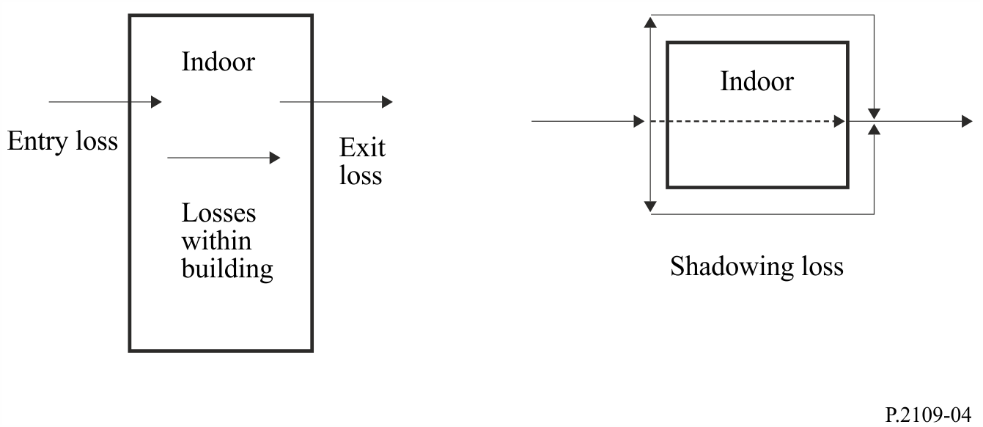 Indoor
Entry loss
Exit
loss
Losses
within
building
Indoor
Shadowing loss
P.2109-04